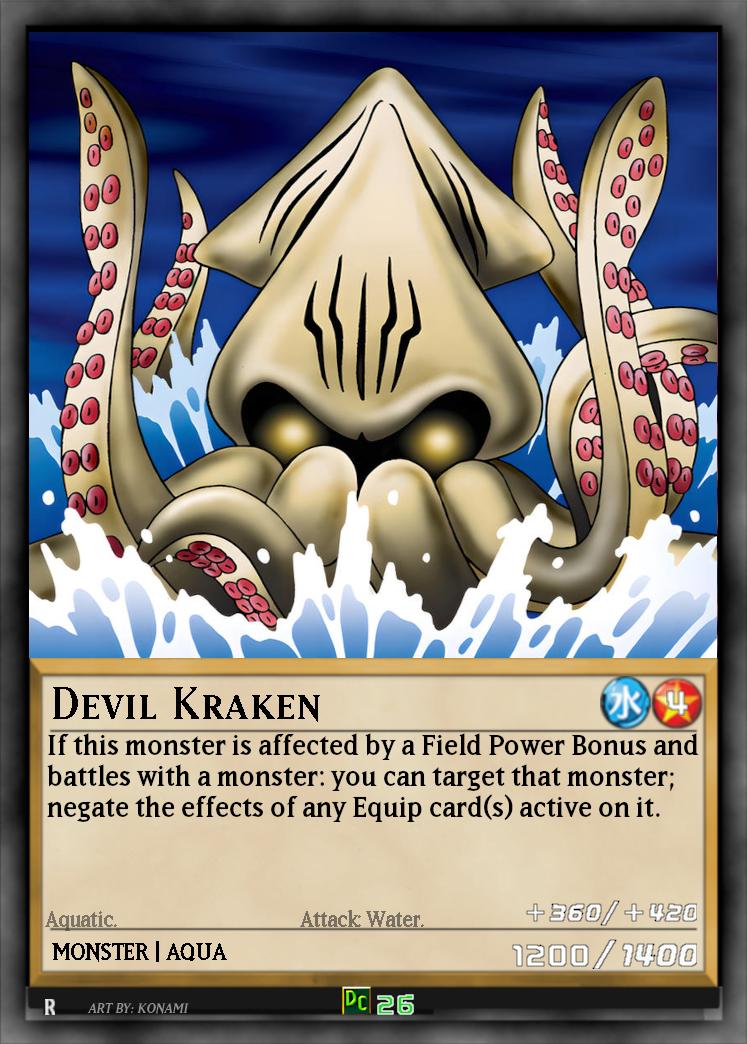 Devil Kraken 水 4
If this monster is affected by a Field Power Bonus and
battles with a monster: you can target that monster;
negate the effects of any Equip card(s) active on it.
Aquatic. Attack: Water. +360/+420
MONSTER | AQUA 1200/1400
R ART BY: KONAMI PC 26